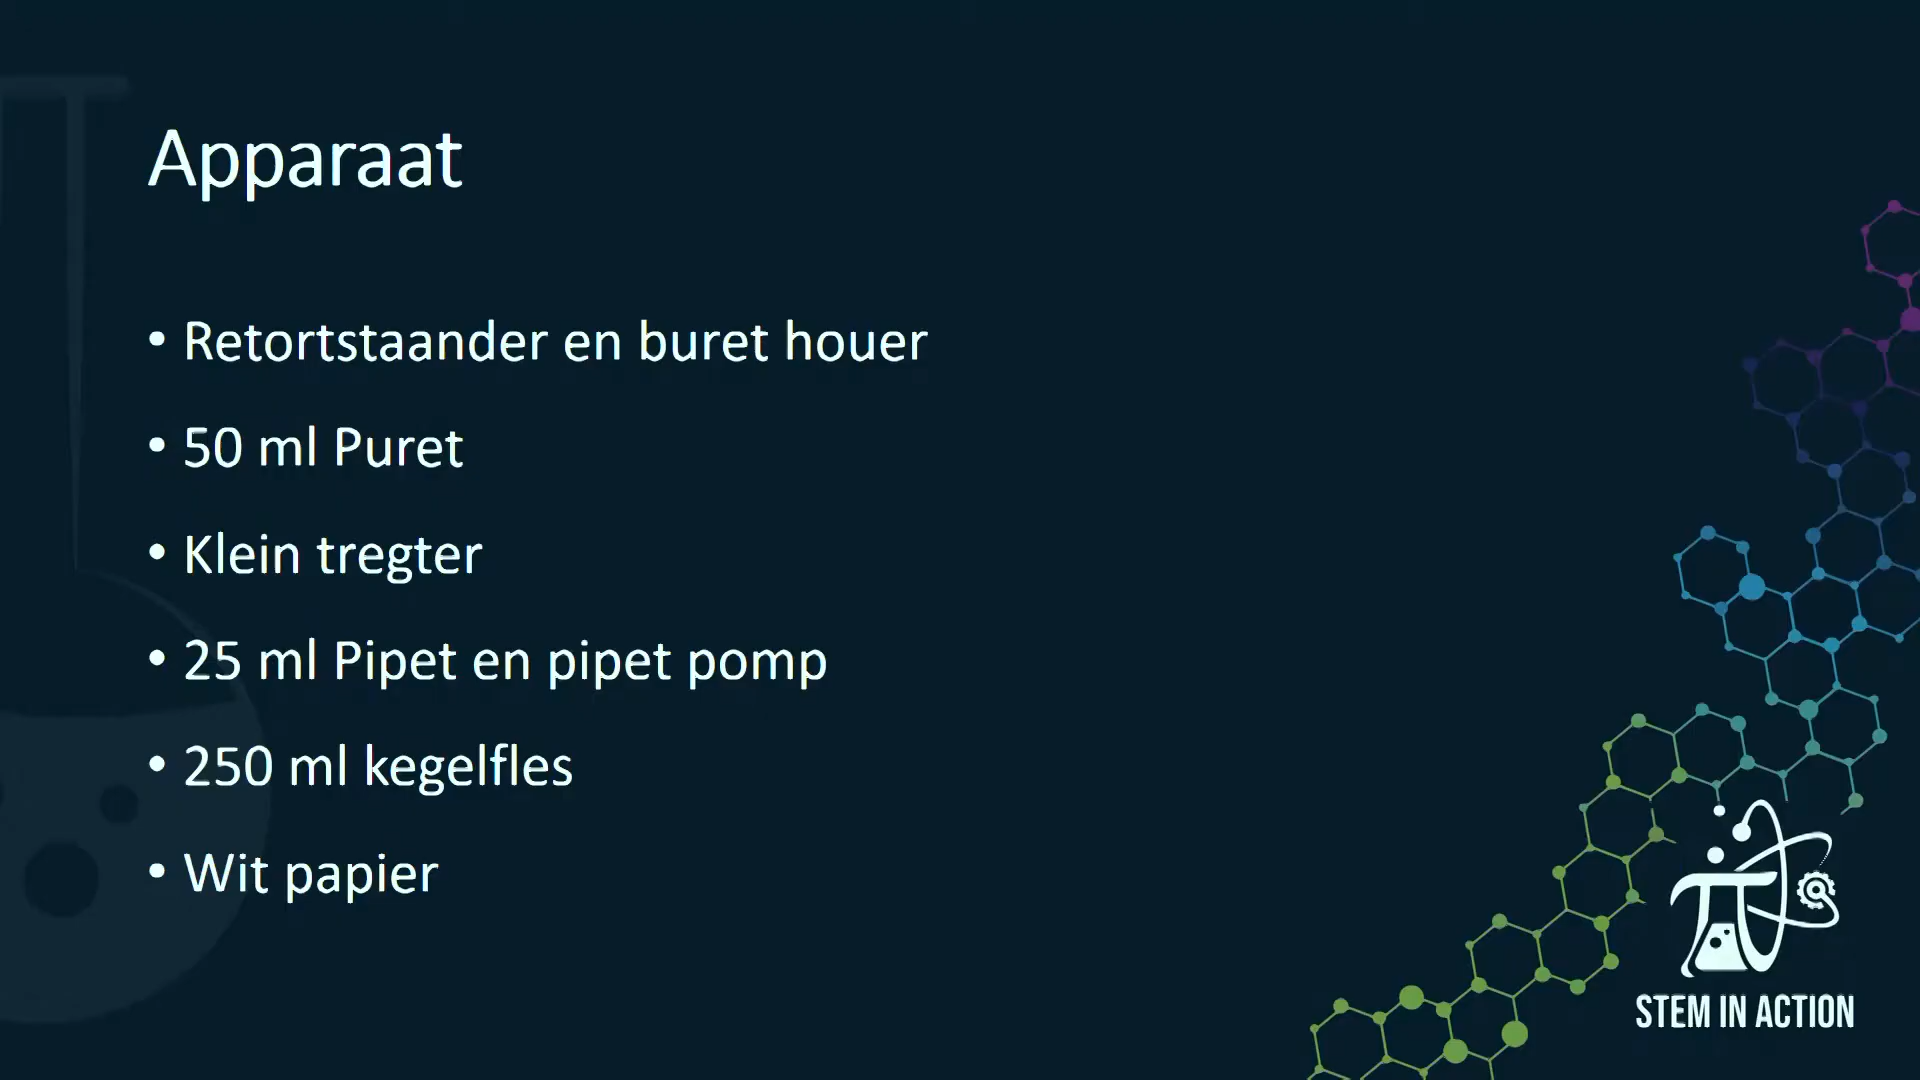 Apparaat
• Retortstaander en buret houer
• 50 ml Puret
• Klein tregter
• 25 ml Pipet en pipet pomp
• 250 ml kegelfles
• Wit papier
STEM IN ACTION